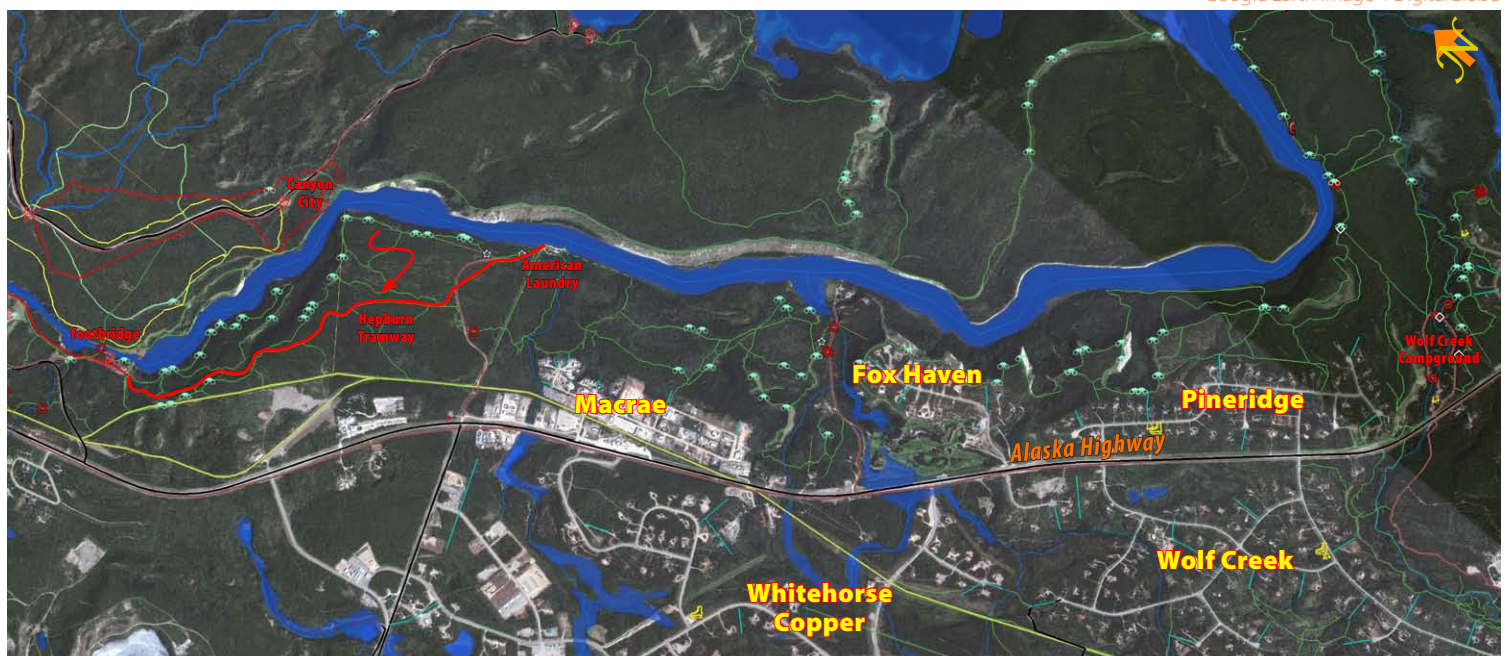 Canyon
City
American
Laundry
footbridge
Hepburn
Tramway
Wolf Creek
Campground
Fox Haven
Macrae
Pineridge
Alaska Highway
Wolf Creek
Whitehorse
Copper
N